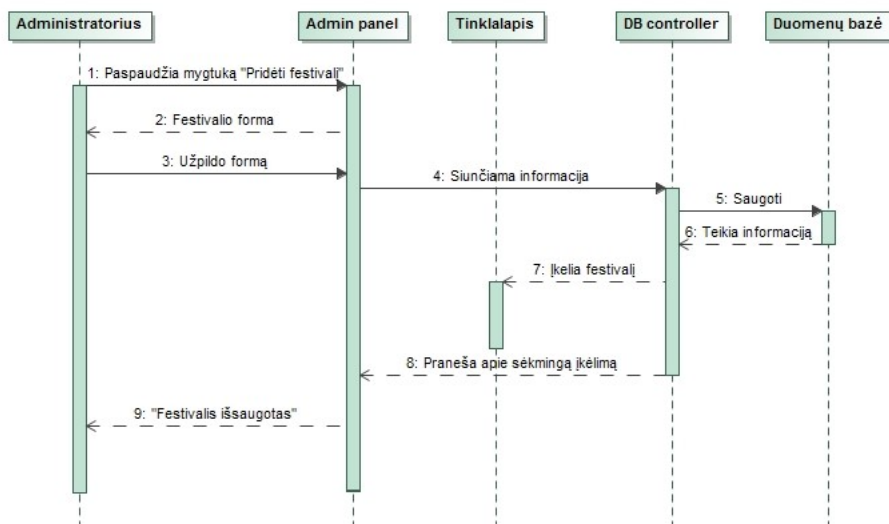 Administratorius
Admin panel
Tinklalapis
DB controller
Duomenų bazė
1: Paspaudžia mygtuką "Pridėti festivalį"
2: Festivalio forma
3: Užpildo formą
4: Siunčiama informacija
5: Saugoti
6: Teikia informaciją
7: Įkelia festivalį
8: Praneša apie sėkmingą įkėlimą
9: "Festivalis išsaugotas"